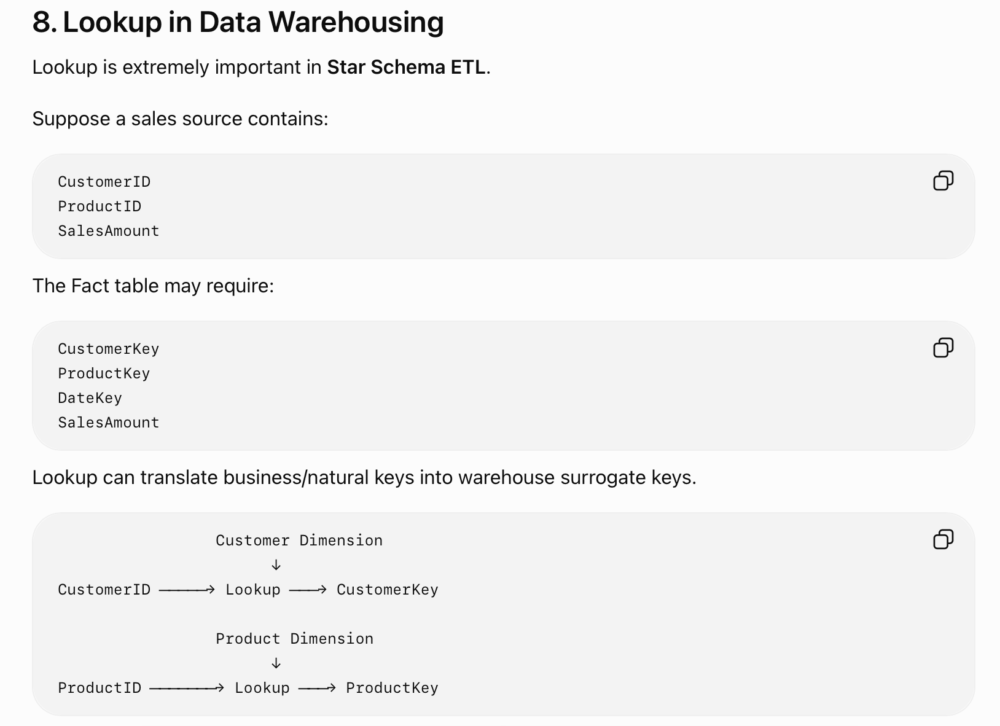 8. Lookup in Data Warehousing
Lookup is extremely important in Star Schema ETL.
Suppose a sales source contains:
CustomerID
ProductID
SalesAmount
The Fact table may require:
CustomerKey
ProductKey
DateKey
SalesAmount
Lookup can translate business/natural keys into warehouse surrogate keys.
Customer Dimension
↓
CustomerID ──────→ Lookup ────→ CustomerKey
Product Dimension
↓
ProductID ────────→ Lookup ────→ ProductKey